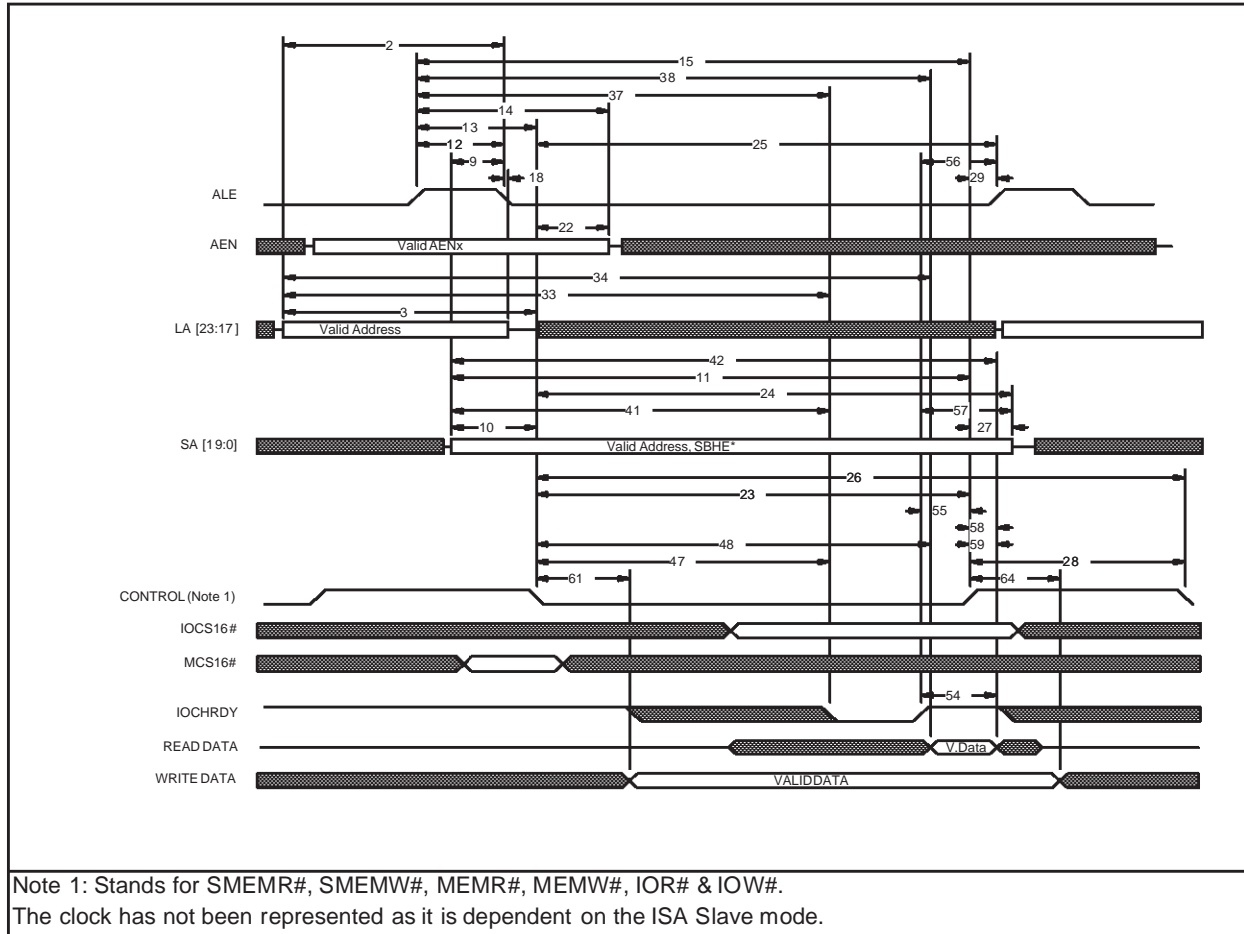 2
15
38
37
14
13
25
12
56
9
18
29
ALE
22
AEN
Valid AENx
34
33
3
LA [23:17]
Valid Address
42
11
24
41
57
10
27
SA [19:0]
Valid Address, SBHE*
26
23
55
58
48
59
47
28
61
64
CONTROL (Note 1)
IOCS16#
MCS16#
54
IOCHRDY
READ DATA
V.Data
WRITE DATA
VALIDDATA
Note 1: Stands for SMEMR#, SMEMW#, MEMR#, MEMW#, IOR# & IOW#.
The clock has not been represented as it is dependent on the ISA Slave mode.